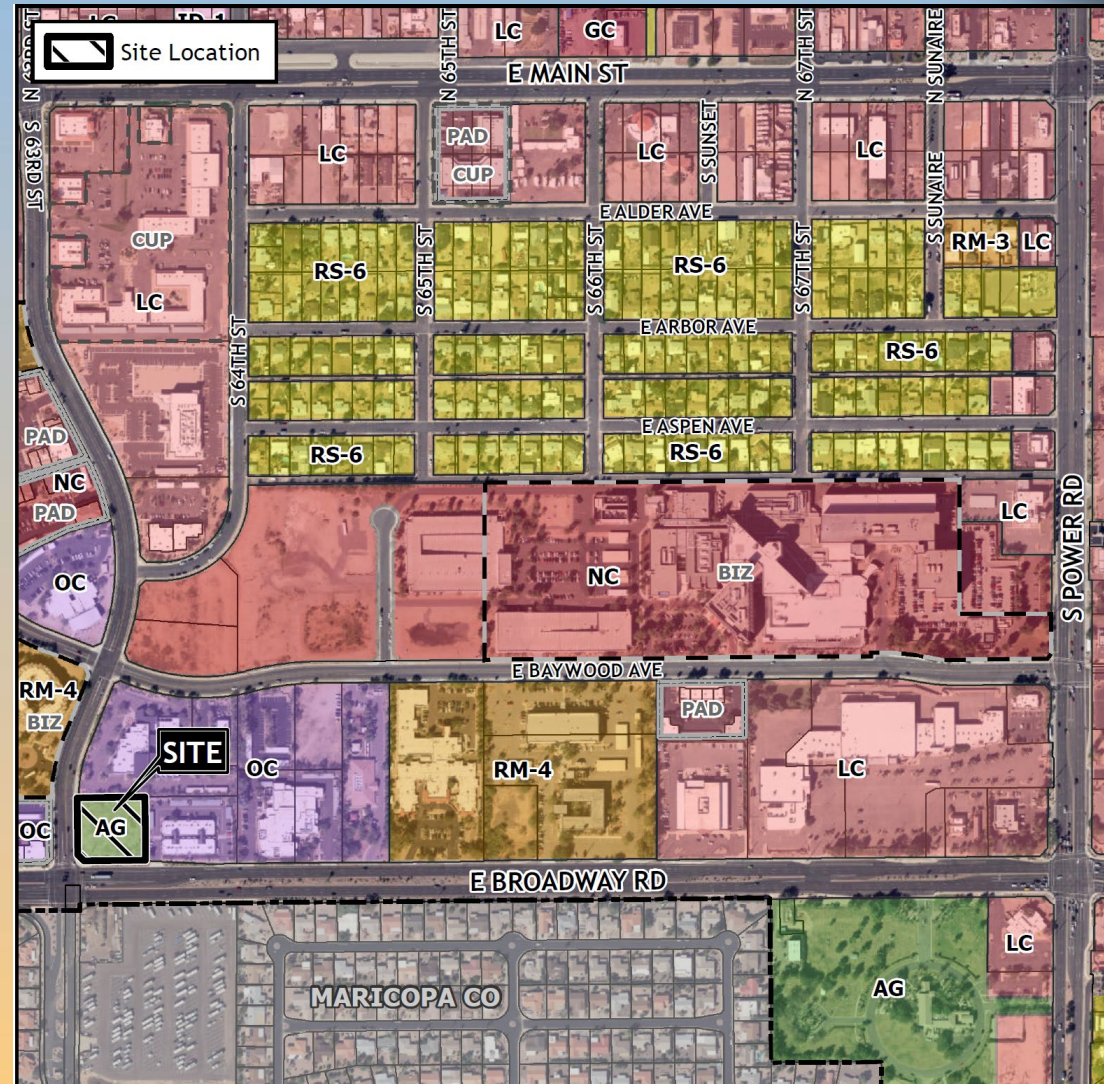 Site Location
LC
GC
E MAIN ST
N 65TH ST
N 67TH ST
N SUNAIRE
S 63RD ST
LC
PAD
CUP
LC
S SUNSET
LC
S SUNAIRE
E ALDER AVE
CUP
LC
RS-6
S 65TH ST
S 66TH ST
RS-6
S 67TH ST
RM-3
LC
E ARBOR AVE
S 64TH ST
RS-6
E ASPEN AVE
RS-6
RS-6
PAD
NC
PAD
OC
NC
BIZ
LC
S POWER RD
E BAYWOOD AVE
RM-4
BIZ
PAD
SITE
OC
RM-4
LC
OC
AG
E BROADWAY RD
MARICOPA CO
AG
LC